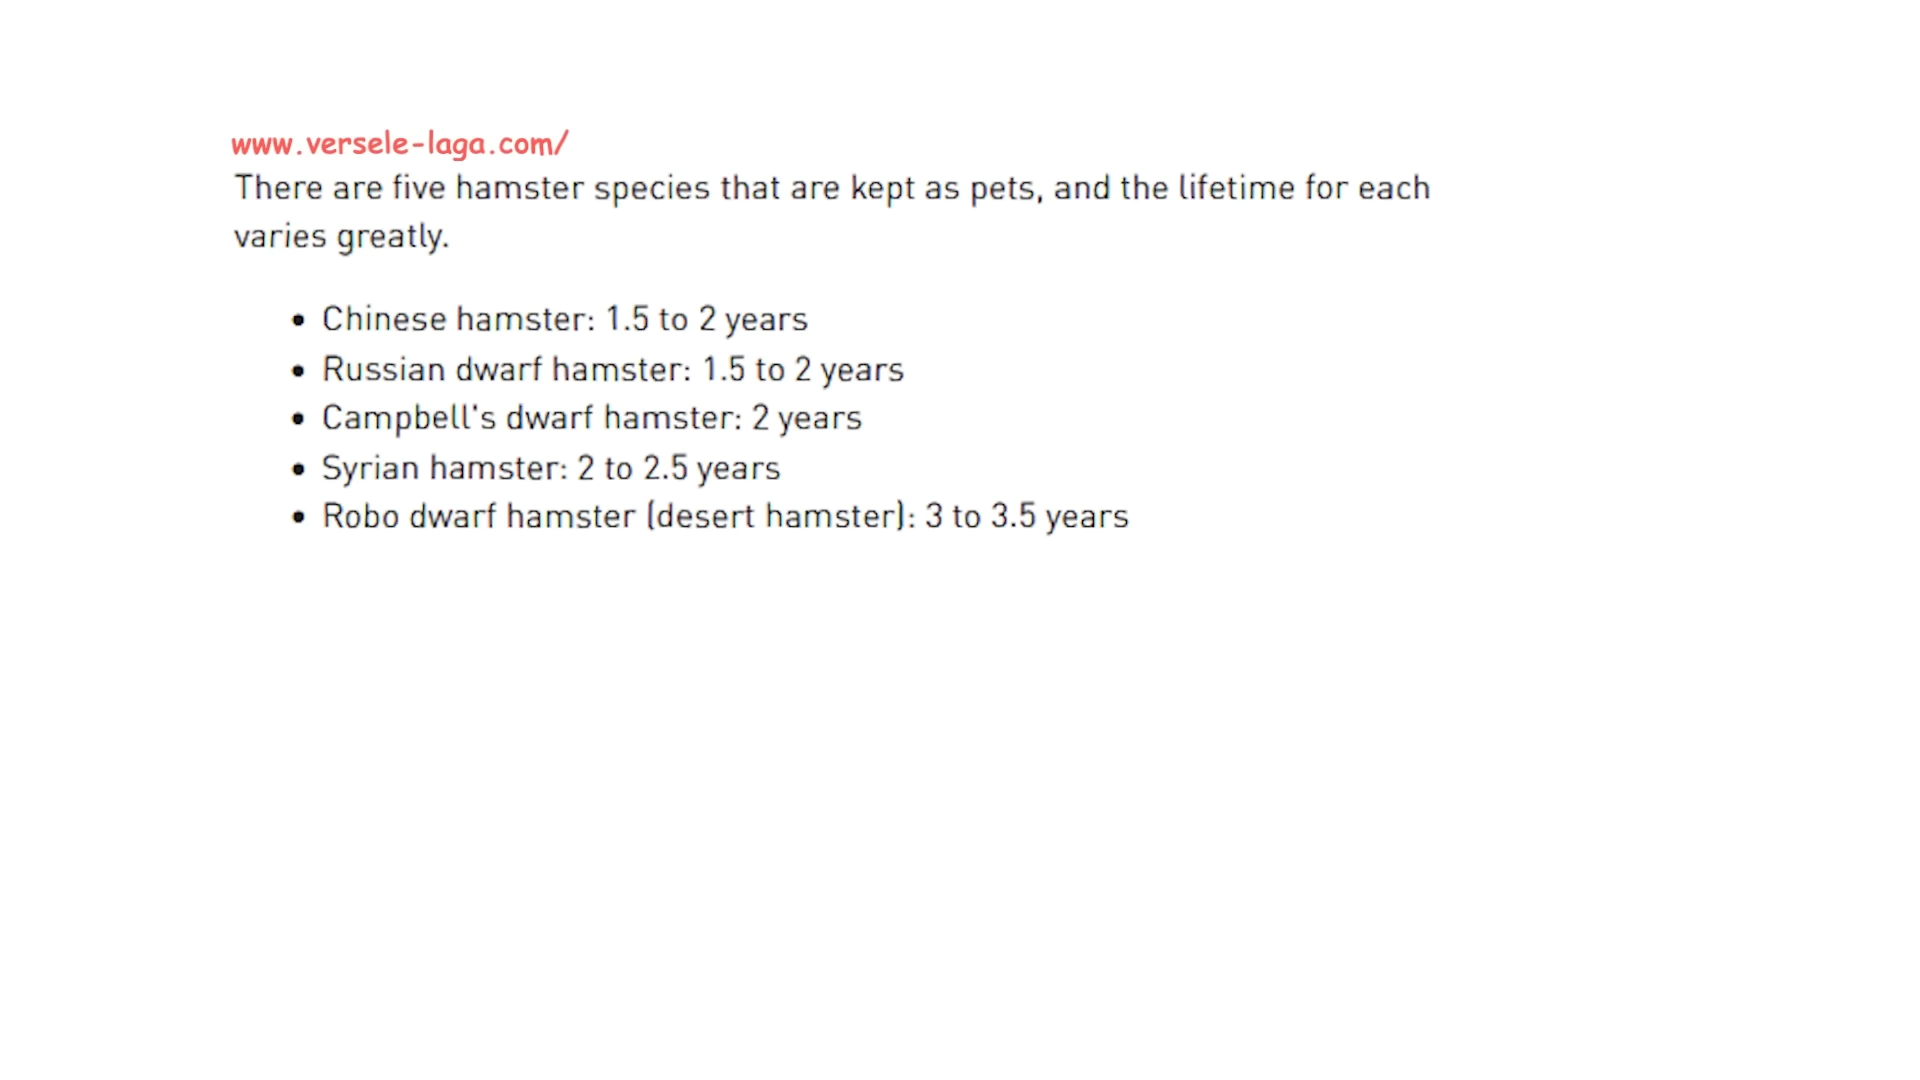 www.versele-laga.com/
There are five hamster species that are kept as pets, and the lifetime for each
varies greatly.
• Chinese hamster: 1.5 to 2 years
• Russian dwarf hamster: 1.5 to 2 years
• Campbell's dwarf hamster: 2 years
• Syrian hamster: 2 to 2.5 years
• Robo dwarf hamster (desert hamster): 3 to 3.5 years